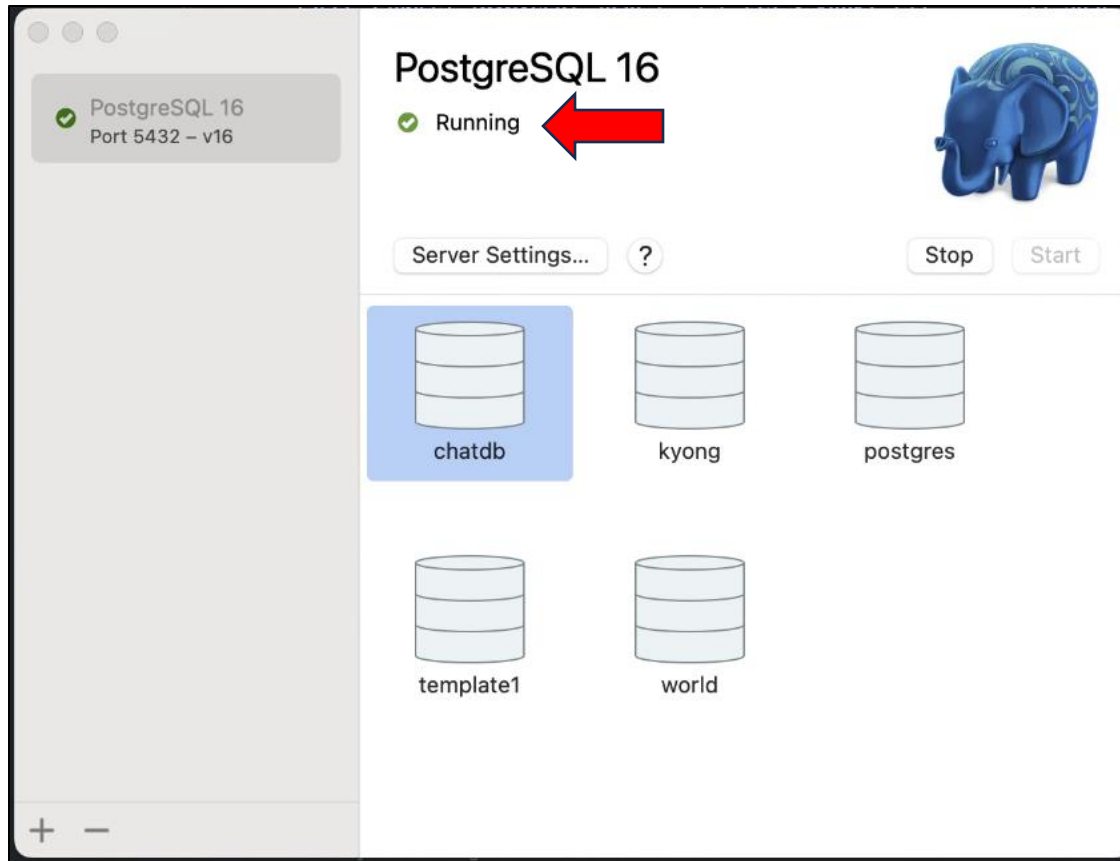 PostgreSQL 16
Port 5432 – v16
PostgreSQL 16
Running
Server Settings...
?
Stop
Start
chatdb
kyong
postgres
template1
world